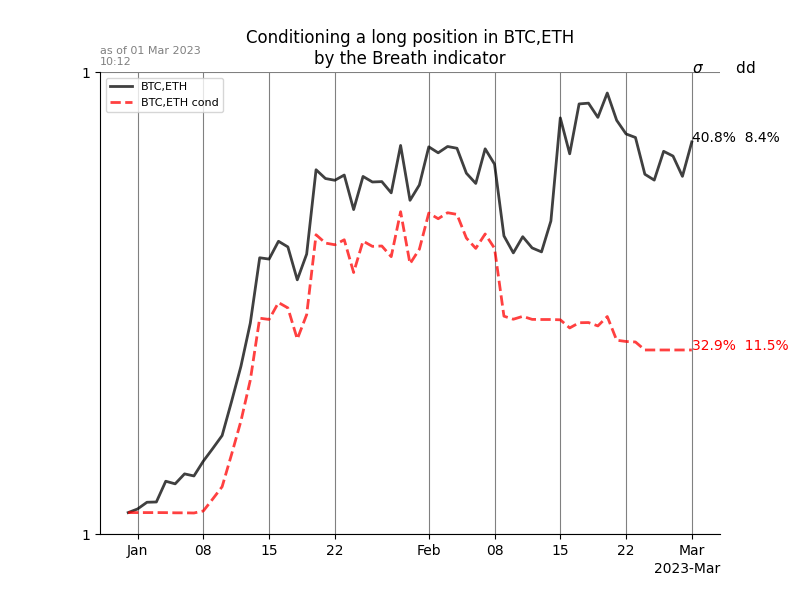 Conditioning a long position in BTC,ETH
by the Breath indicator
as of 01 Mar 2023
10:12
σ dd
1
BTC,ETH
BTC,ETH cond
40.8% 8.4%
32.9% 11.5%
1
Jan 08 15 22 Feb 08 15 22 Mar
2023-Mar